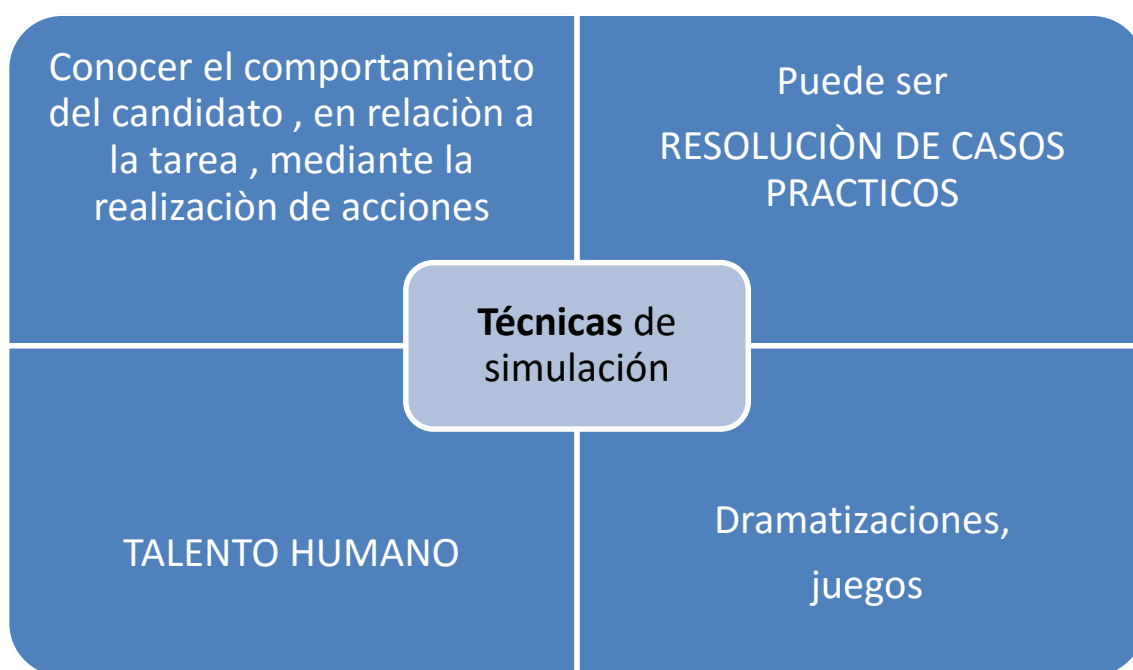 Conocer el comportamiento
del candidato , en relaciòn a
la tarea , mediante la
realizaciòn de acciones
Puede ser
RESOLUCIÒN DE CASOS
PRACTICOS
Técnicas de
simulación
TALENTO HUMANO
Dramatizaciones,
juegos